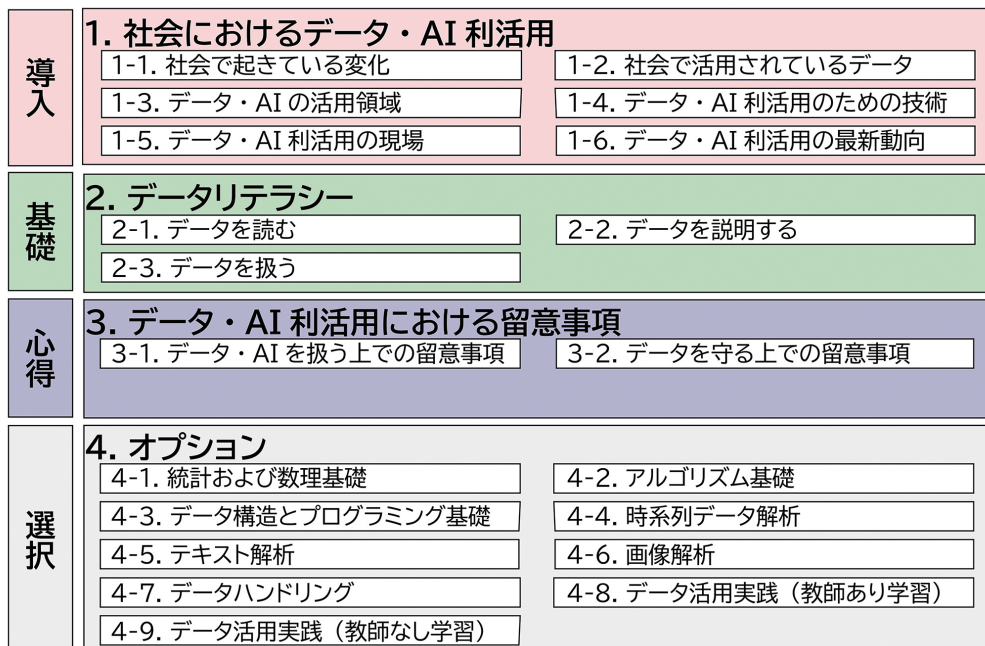 導入
1. 社会におけるデータ・AI 利活用
1-1. 社会で起きている変化
1-2. 社会で活用されているデータ
1-3. データ・AI の活用領域
1-4. データ・AI 利活用のための技術
1-5. データ・AI 利活用の現場
1-6. データ・AI 利活用の最新動向
基礎
2. データリテラシー
2-1. データを読む
2-2. データを説明する
2-3. データを扱う
心得
3. データ・AI 利活用における留意事項
3-1. データ・AI を扱う上での留意事項
3-2. データを守る上での留意事項
選択
4. オプション
4-1. 統計および数理基礎
4-2. アルゴリズム基礎
4-3. データ構造とプログラミング基礎
4-4. 時系列データ解析
4-5. テキスト解析
4-6. 画像解析
4-7. データハンドリング
4-8. データ活用実践（教師あり学習）
4-9. データ活用実践（教師なし学習）